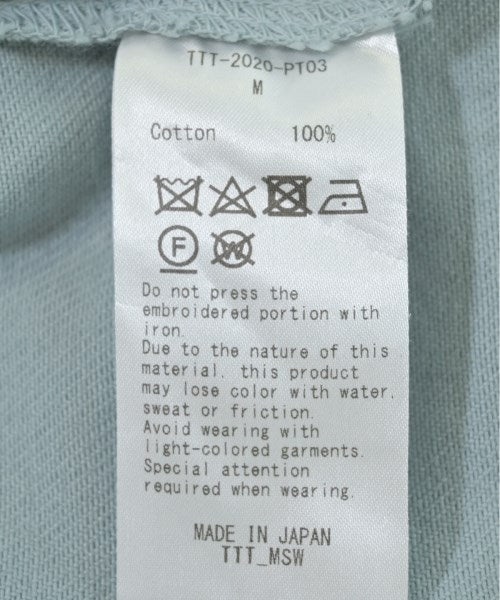 TTT-2020-PT03
M
Cotton 100%
F
W
Do not press the
embroidered portion with
iron.
Due to the nature of this
material, this product
may lose color with water,
sweat or friction.
Avoid wearing with
light-colored garments.
Special attention
required when wearing.
MADE IN JAPAN
TTT_MSW